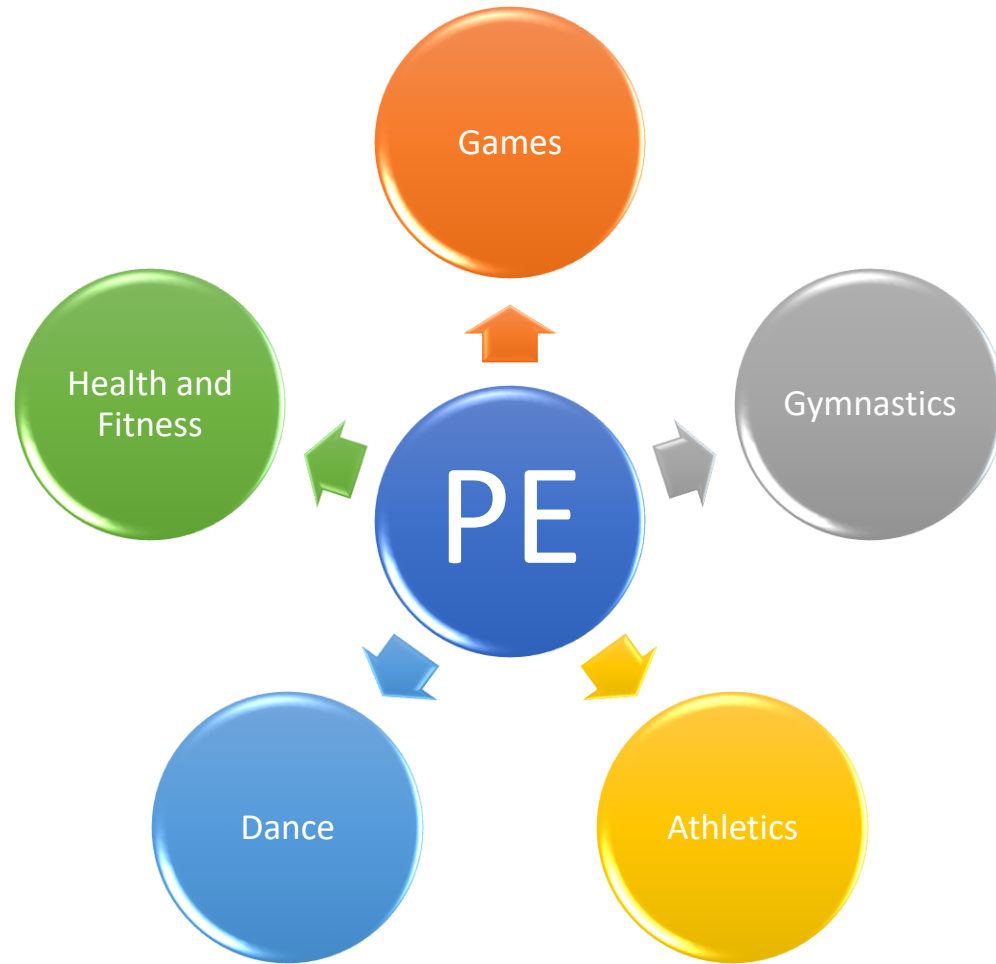 Games
Health and
Fitness
Gymnastics
PE
Dance
Athletics